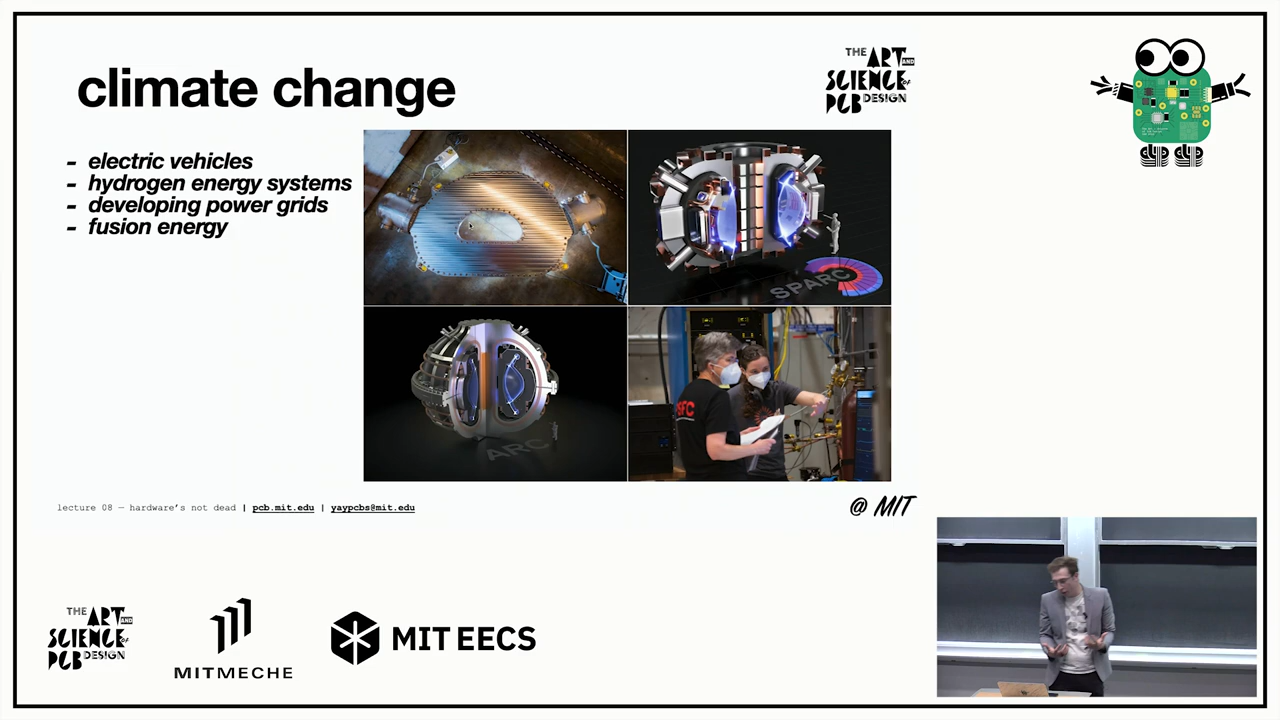 climate change
THE ART AND
SCIENCE of
PCB DESIGN
- electric vehicles
- hydrogen energy systems
- developing power grids
- fusion energy
SPARC
ARC
SFC
lecture 08 — hardware's not dead | pcb.mit.edu | yaypcbs@mit.edu
@ MIT
THE ART AND
SCIENCE of
PCB DESIGN
MITMECHE
MIT EECS